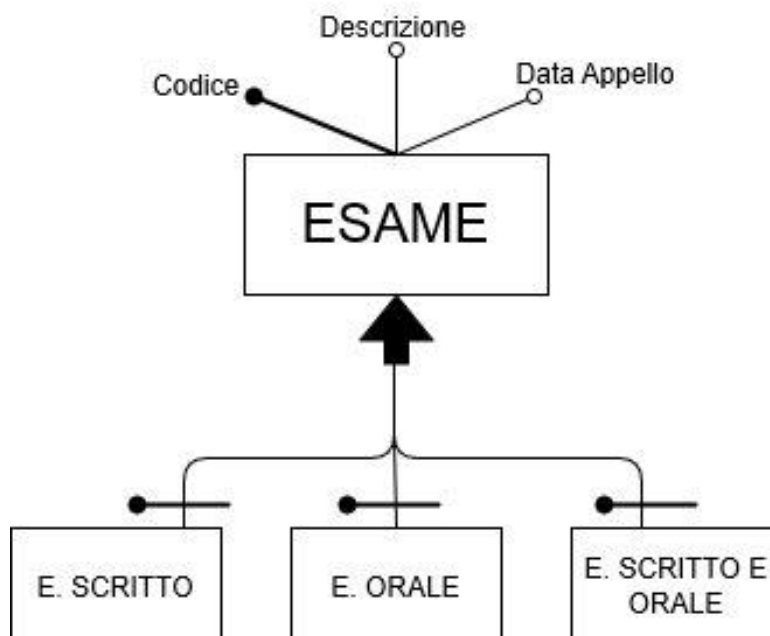 Descrizione
Codice
Data Appello
ESAME
E. SCRITTO
E. ORALE
E. SCRITTO E
ORALE